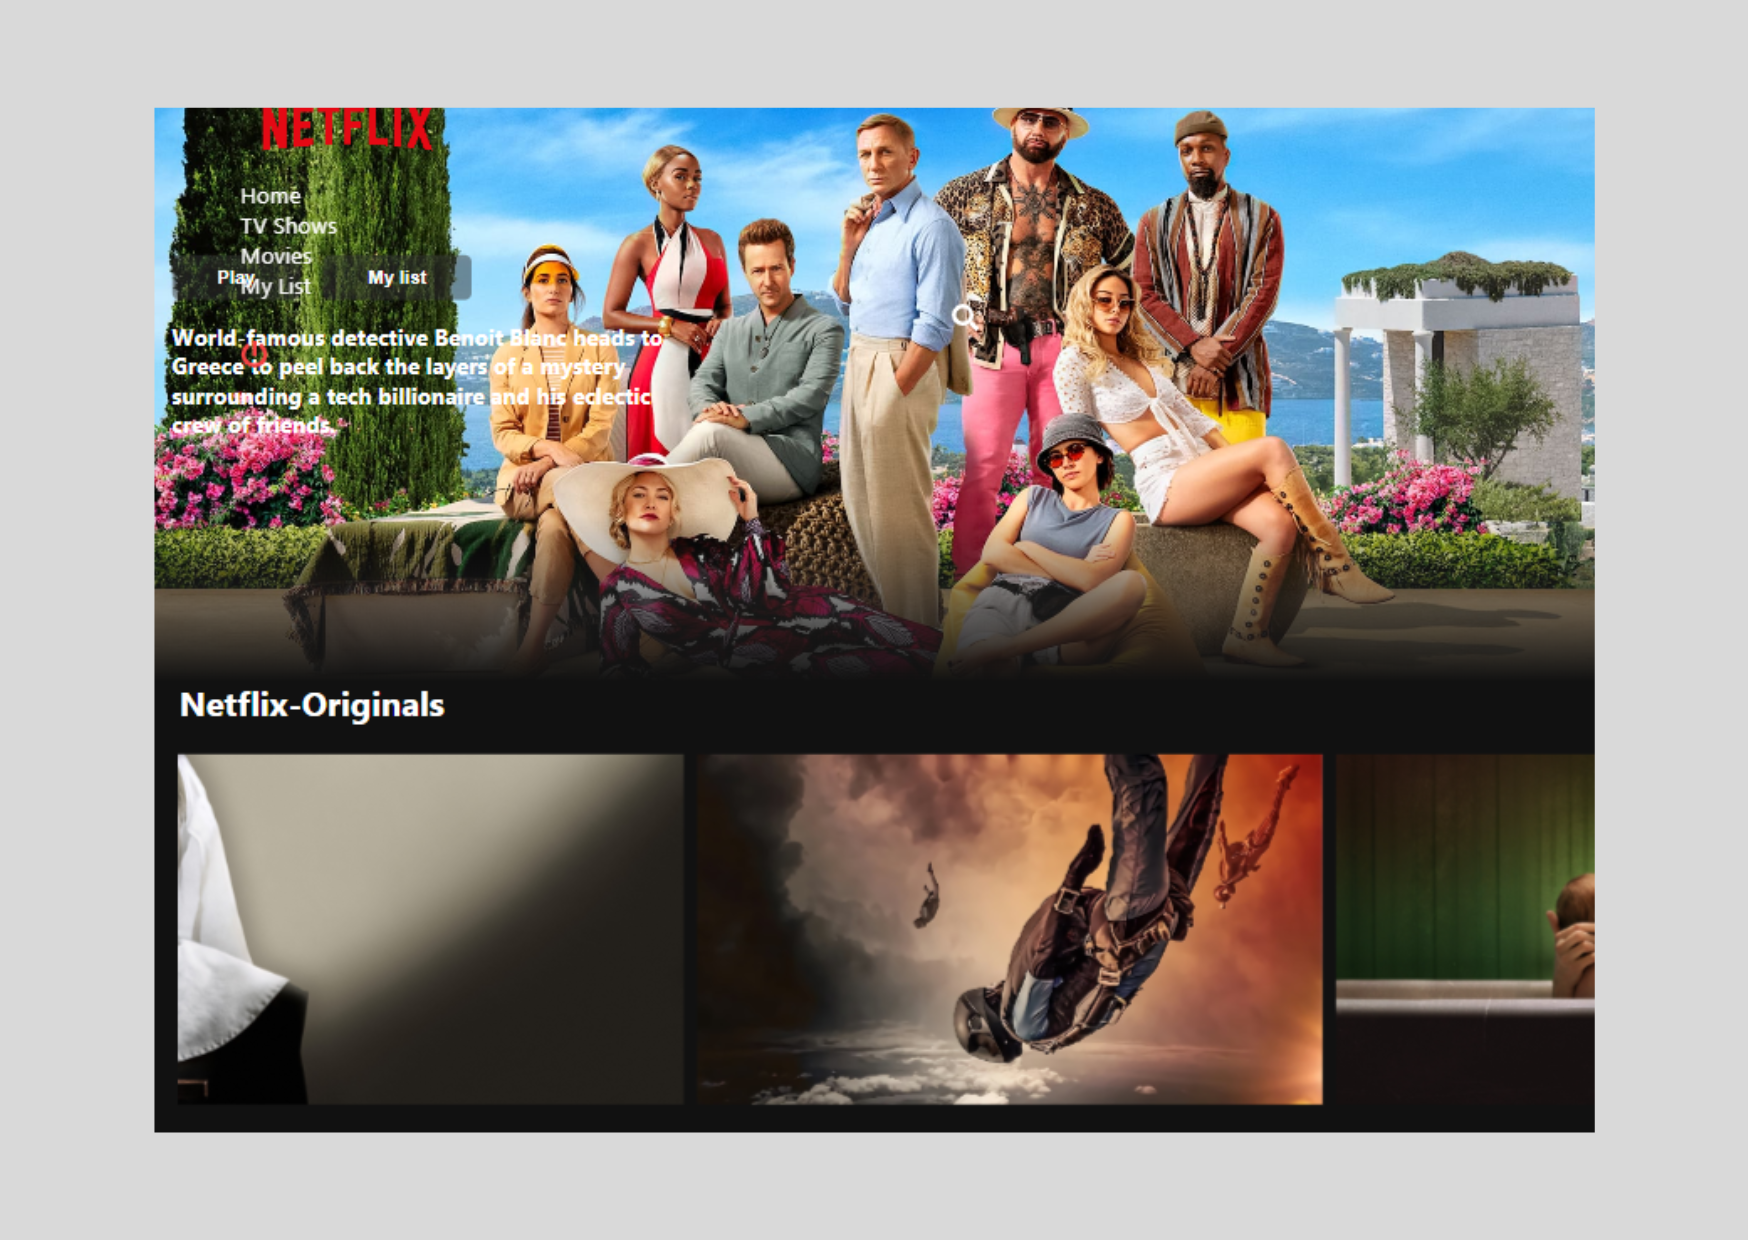 NETFLIX
Home
TV Shows
Movies
Play
My list
My List
World-famous detective Benoit Blanc heads to
Greece to peel back the layers of a mystery
surrounding a tech billionaire and his eclectic
crew of friends.
Netflix-Originals